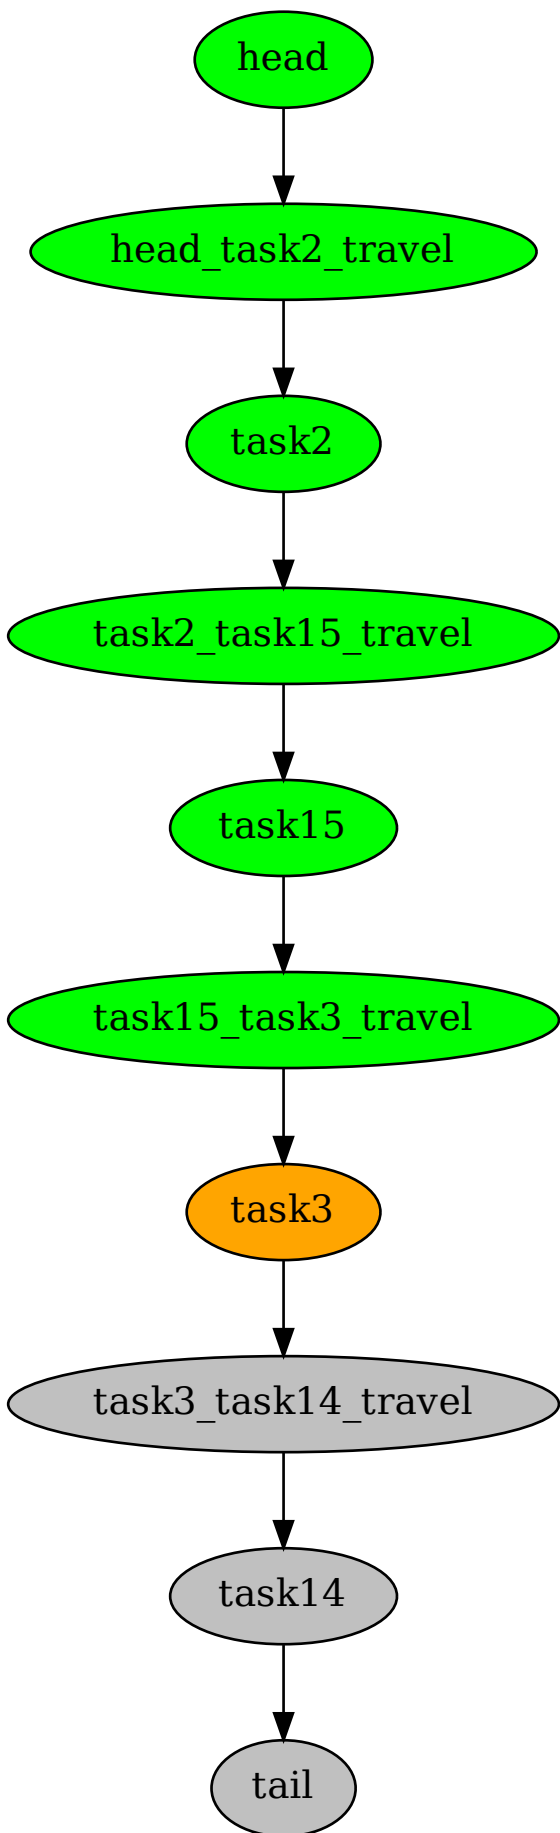 head
head_task2_travel
task2
task2_task15_travel
task15
task15_task3_travel
task3
task3_task14_travel
task14
tail